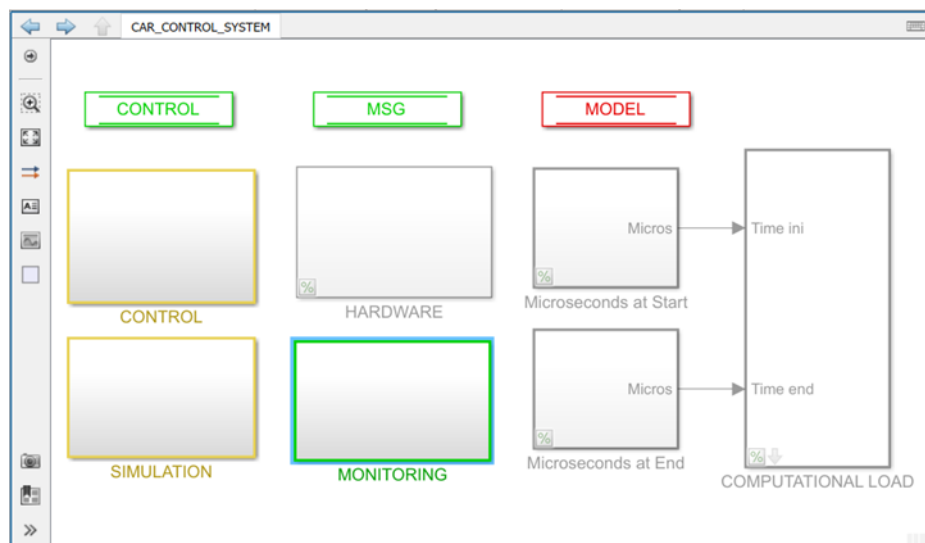 CAR_CONTROL_SYSTEM
CONTROL
MSG
MODEL
Micros
Time ini
CONTROL
HARDWARE
Microseconds at Start
Micros
Time end
SIMULATION
MONITORING
Microseconds at End
COMPUTATIONAL LOAD